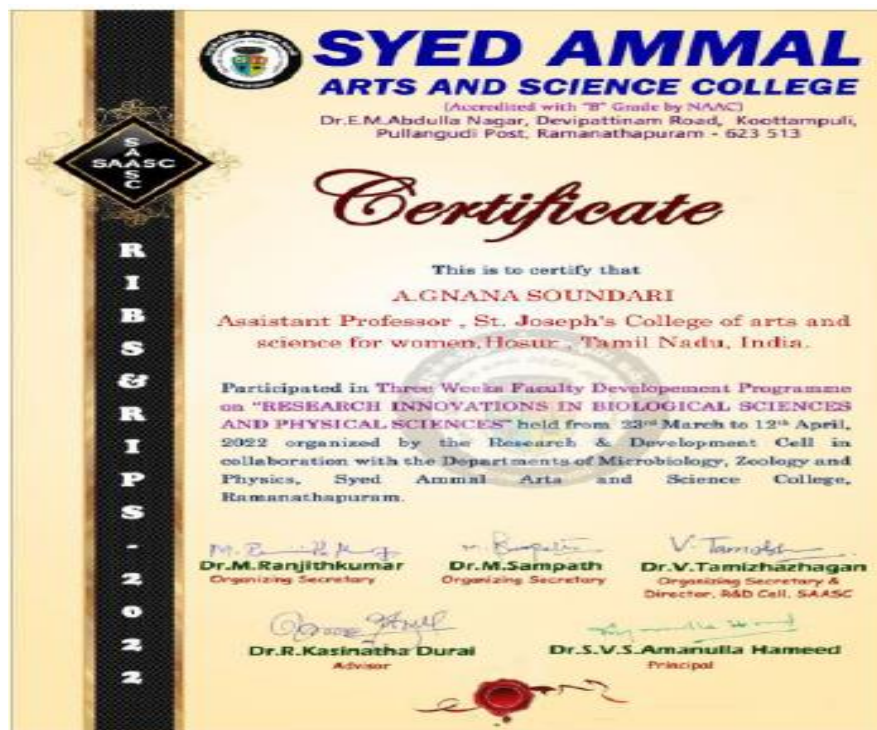 SYED AMMAL
ARTS AND SCIENCE COLLEGE
(Accredited with "B" Grade by NAAC)
Dr.E.M.Abdulla Nagar, Devipattinam Road, Koottampuli,
Pullangudi Post, Ramanathapuram - 623 513
SAASC
SAASC
RIBS&RIPS-2022
Certificate
This is to certify that
A.GNANA SOUNDARI
Assistant Professor , St. Joseph's College of arts and
science for women,Hosur , Tamil Nadu, India.
Participated in Three Weeks Faculty Developement Programme
on "RESEARCH INNOVATIONS IN BIOLOGICAL SCIENCES
AND PHYSICAL SCIENCES" held from 23rd March to 12th April,
2022 organized by the Research & Development Cell in
collaboration with the Departments of Microbiology, Zoology and
Physics, Syed Ammal Arts and Science College,
Ramanathapuram.
Dr.M.Ranjithkumar
Organizing Secretary
Dr.M.Sampath
Organizing Secretary
Dr.V.Tamizhazhagan
Organizing Secretary &
Director, R&D Cell, SAASC
Dr.R.Kasinatha Durai
Advisor
Dr.S.V.S.Amanulla Hameed
Principal